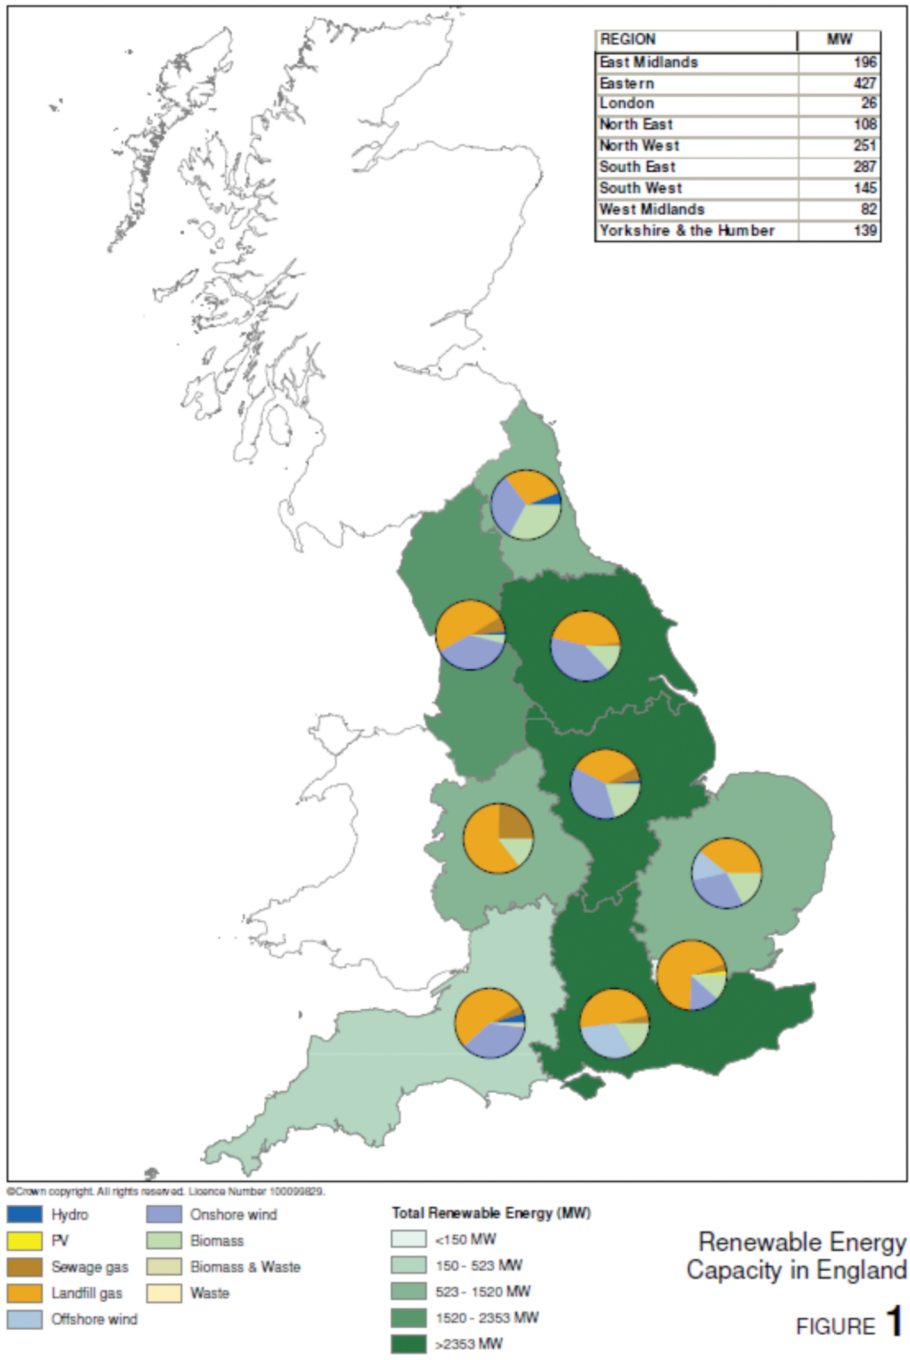 REGION MW
East Midlands 196
Eastern 427
London 26
North East 108
North West 251
South East 287
South West 145
West Midlands 82
Yorkshire & the Humber 139
©Crown copyright. All rights reserved. Licence Number 100099829.
Hydro
PV
Sewage gas
Landfill gas
Offshore wind
Onshore wind
Biomass
Biomass & Waste
Waste
Total Renewable Energy (MW)
<150 MW
150 - 523 MW
523 - 1520 MW
1520 - 2353 MW
>2353 MW
Renewable Energy
Capacity in England
FIGURE 1